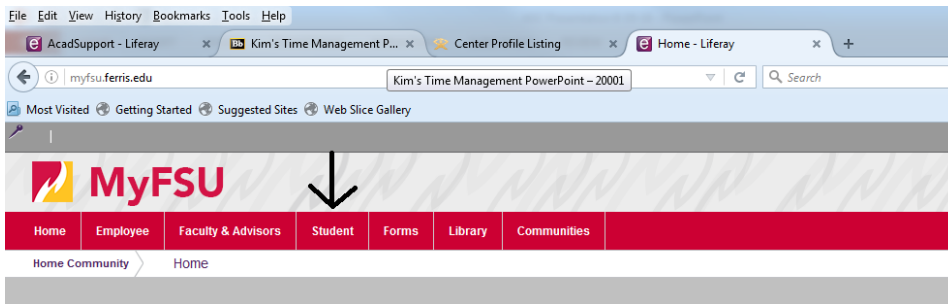 File Edit View History Bookmarks Tools Help
AcadSupport - Liferay × Bb Kim's Time Management P... × Center Profile Listing × Home - Liferay × +
myfsu.ferris.edu Kim's Time Management PowerPoint – 20001 Search
Most Visited Getting Started Suggested Sites Web Slice Gallery
MyFSU
Home Employee Faculty & Advisors Student Forms Library Communities
Home Community Home